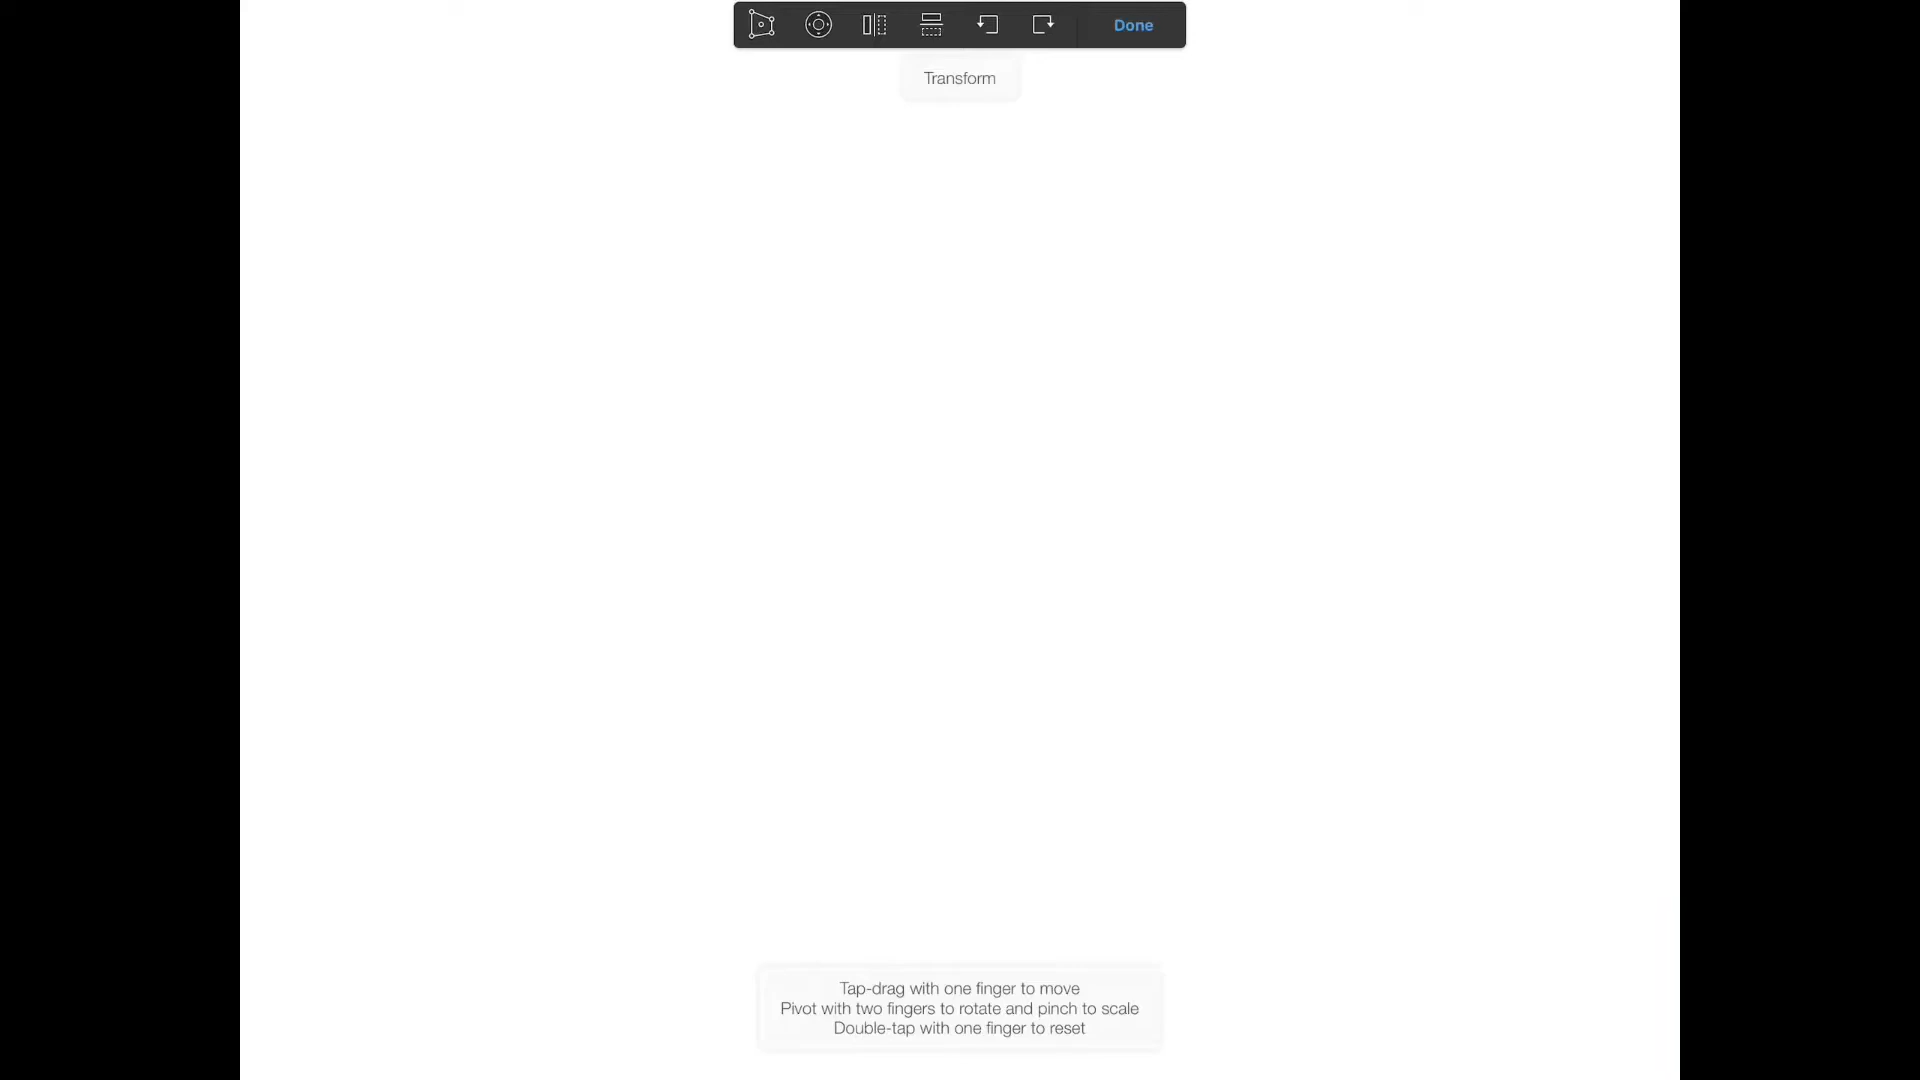 Done
Transform
Tap-drag with one finger to move
Pivot with two fingers to rotate and pinch to scale
Double-tap with one finger to reset